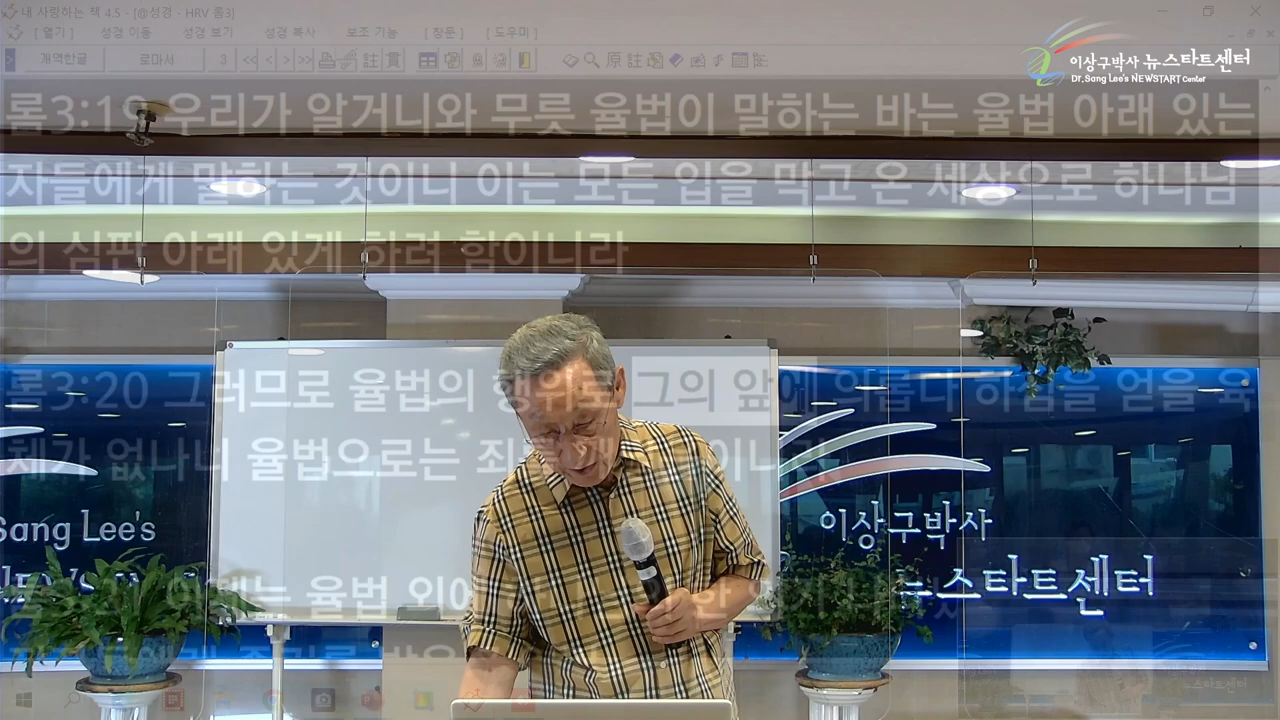 내 사랑하는 책 4.5 - [@성경 - HRV 롬3]
[ 열기 ] 성경 이동 성경 보기 성경 복사 보조 기능 [ 창문 ] [ 도우미 ]
개역한글 로마서 3 << < > >> 註 原 註
이상구박사 뉴스타트센터
Dr. Sang Lee's NEWSTART Center
롬3:19 우리가 알거니와 무릇 율법이 말하는 바는 율법 아래 있는
자들에게 말하는 것이니 이는 모든 입을 막고 온 세상으로 하나님
의 심판 아래 있게 하려 함이니라
롬3:20 그러므로 율법의 행위로 그의 앞에 의롭다 하심을 얻을 육
체가 없나니 율법으로는
율법 외에
Sang Lee's
이상구박사
뉴스타트센터